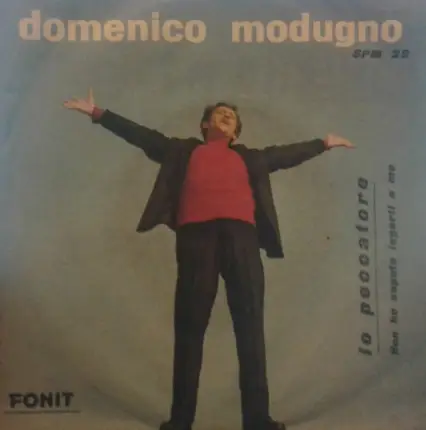 domenico modugno
SPM 25
io peccatore
Non ho saputo legarti a me
FONIT